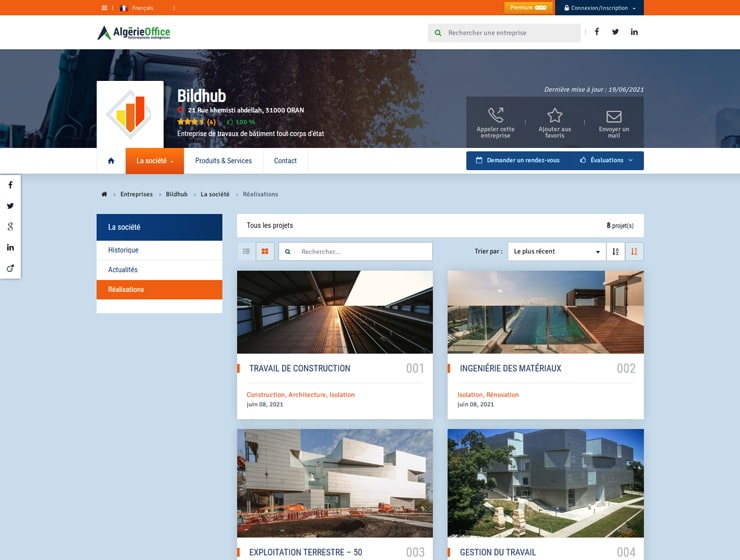 Français
Premium
Connexion/Inscription
AlgérieOffice
Informations entreprises
Rechercher une entreprise
Bildhub
21 Rue khemisti abdellah, 31000 ORAN
(4) 100 %
Entreprise de travaux de bâtiment tout corps d'état
Dernière mise à jour : 19/06/2021
Appeler cette entreprise
Ajouter aux favoris
Envoyer un mail
La société
Produits & Services
Contact
Demander un rendez-vous
Évaluations
Entreprises > Bildhub > La société > Réalisations
La société
Historique
Actualités
Réalisations
Tous les projets
8 projet(s)
Rechercher...
Trier par :
Le plus récent
TRAVAIL DE CONSTRUCTION 001
Construction, Architecture, Isolation
juin 08, 2021
INGENIÉRIE DES MATÉRIAUX 002
Isolation, Rénovation
juin 08, 2021
EXPLOITATION TERRESTRE – 50 003
GESTION DU TRAVAIL 004